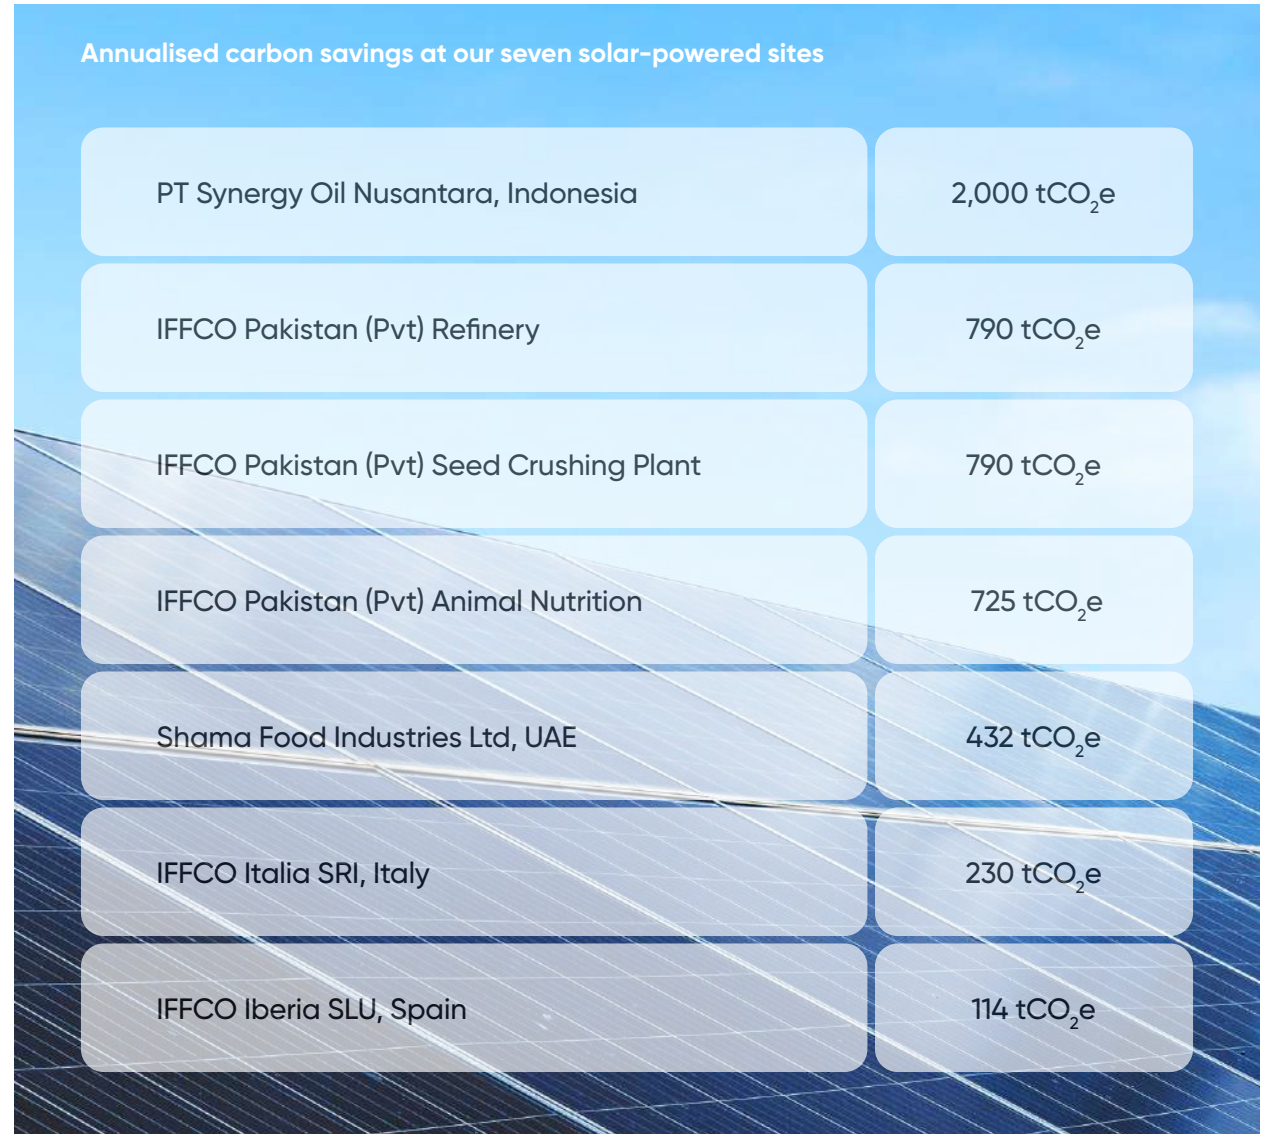 Annualised carbon savings at our seven solar-powered sites
PT Synergy Oil Nusantara, Indonesia 2,000 tCO₂e
IFFCO Pakistan (Pvt) Refinery 790 tCO₂e
IFFCO Pakistan (Pvt) Seed Crushing Plant 790 tCO₂e
IFFCO Pakistan (Pvt) Animal Nutrition 725 tCO₂e
Shama Food Industries Ltd, UAE 432 tCO₂e
IFFCO Italia SRI, Italy 230 tCO₂e
IFFCO Iberia SLU, Spain 114 tCO₂e